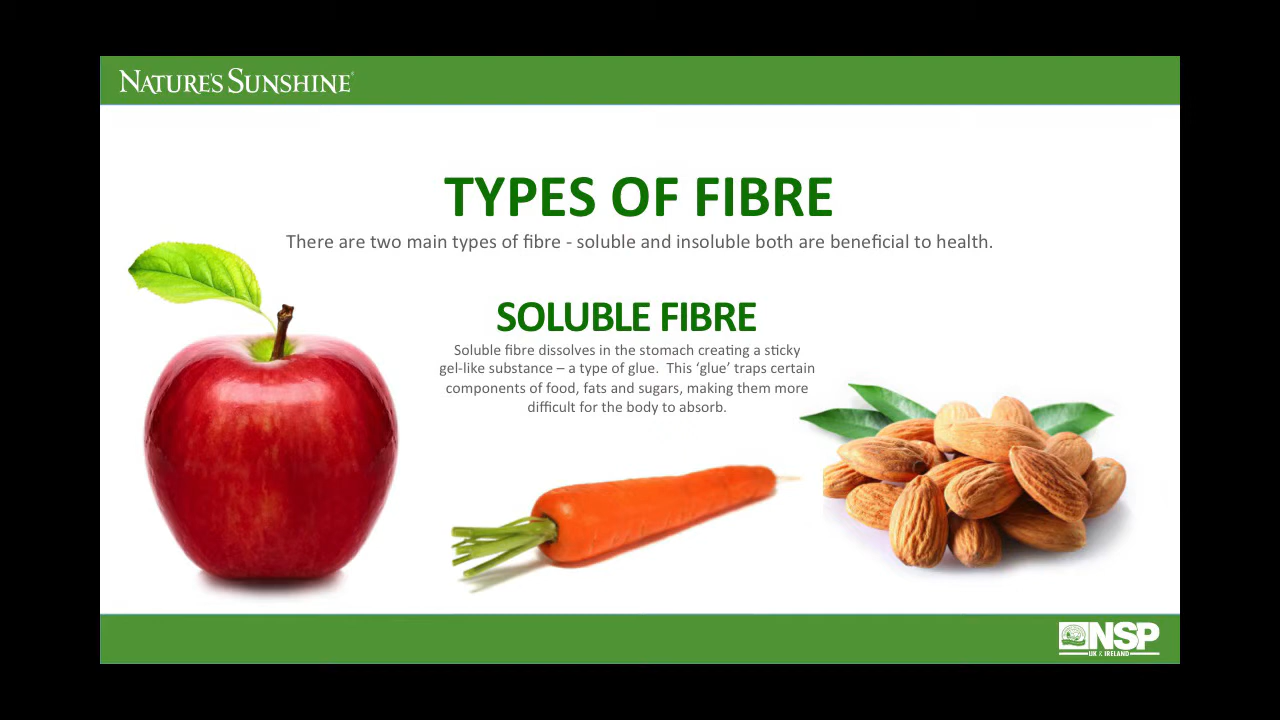 NATURE'S SUNSHINE
TYPES OF FIBRE
There are two main types of fibre - soluble and insoluble both are beneficial to health.
SOLUBLE FIBRE
Soluble fibre dissolves in the stomach creating a sticky
gel-like substance – a type of glue.  This ‘glue’ traps certain
components of food, fats and sugars, making them more
difficult for the body to absorb.
NSP
UK & IRELAND